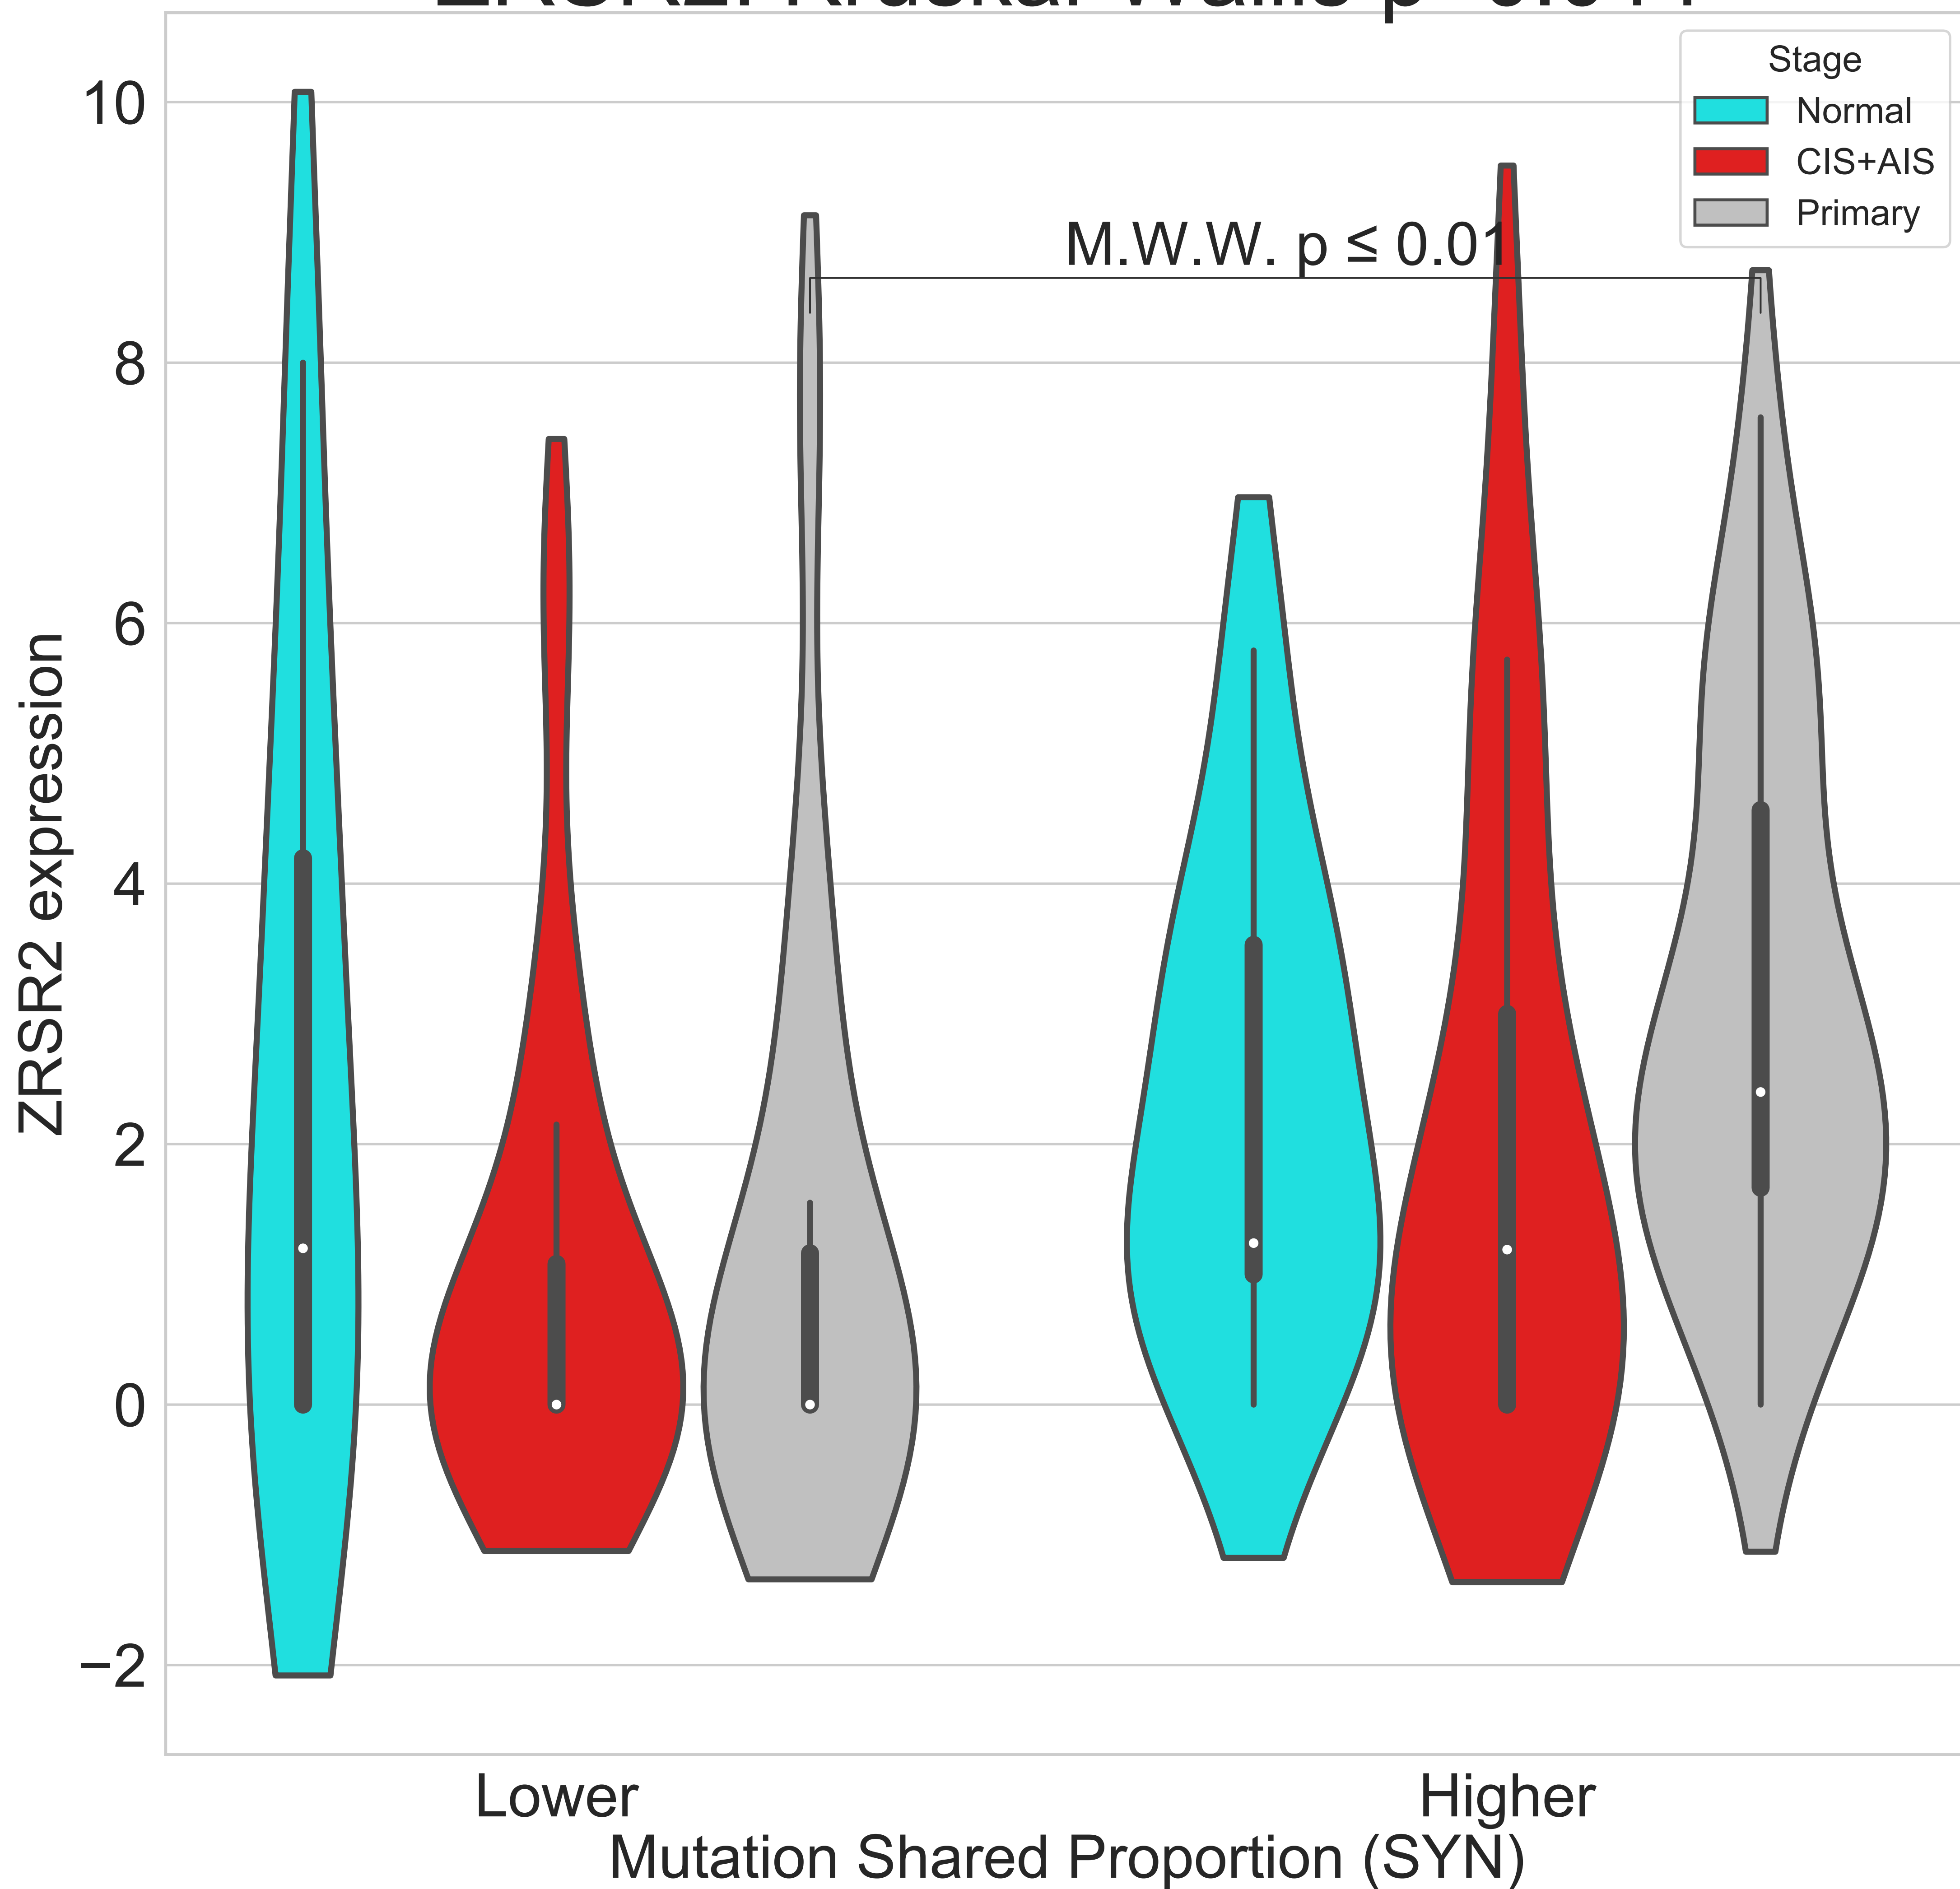 Stage
Normal
CIS+AIS
Primary
M.W.W. p ≤ 0.01
10
8
6
4
2
0
−2
ZRSR2 expression
Lower
Higher
Mutation Shared Proportion (SYN)